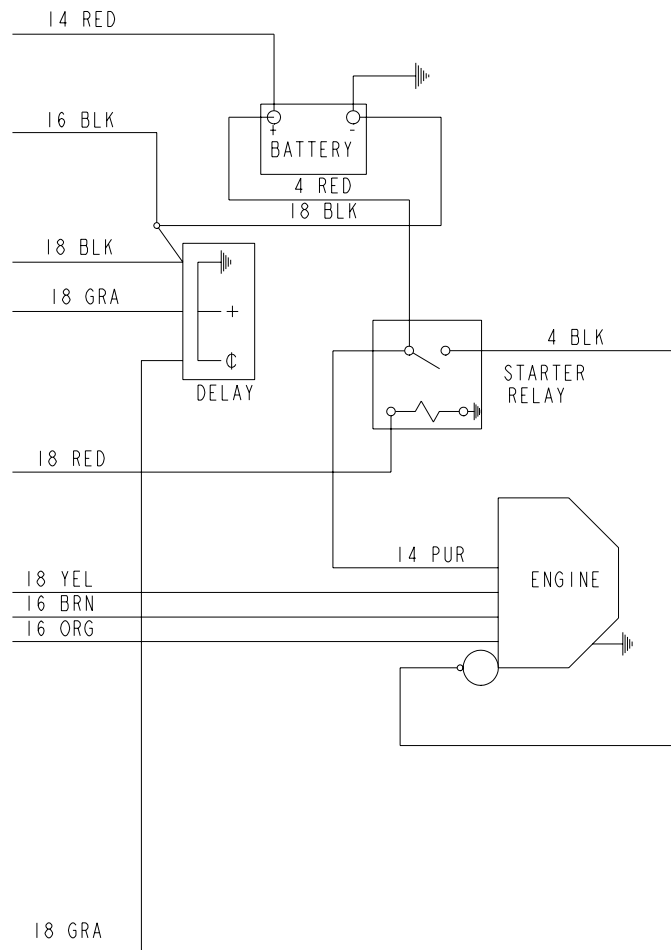 14 RED
16 BLK
+ -
BATTERY
4 RED
18 BLK
18 BLK
18 GRA
+
₵
DELAY
4 BLK
STARTER
RELAY
18 RED
14 PUR
ENGINE
18 YEL
16 BRN
16 ORG
18 GRA